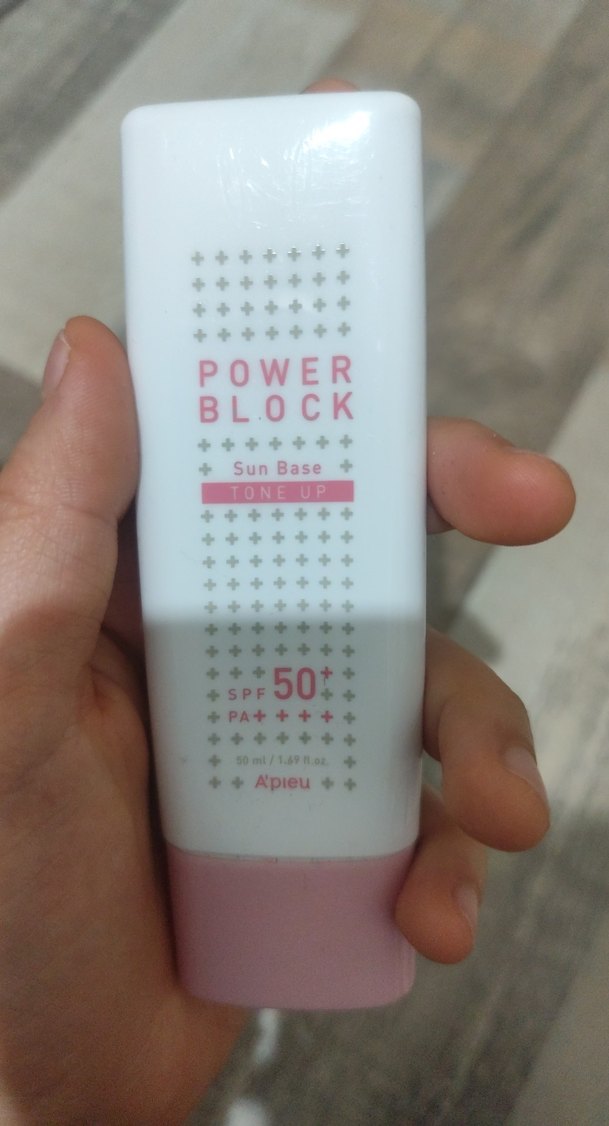 POWER
BLOCK
Sun Base
TONE UP
SPF 50+
PA++++
50 ml / 1.69 fl.oz.
A'pieu